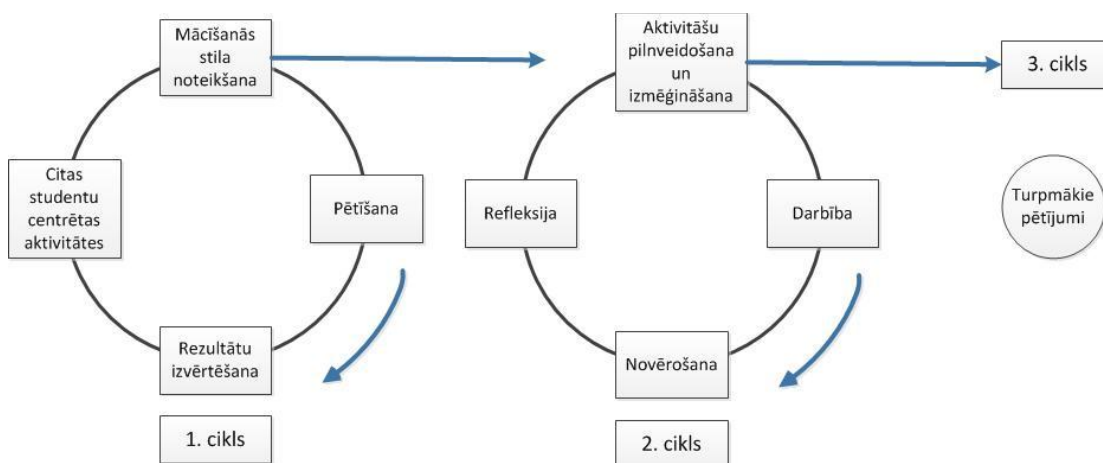 Mācīšanās
stila
noteikšana
Pētīšana
Rezultātu
izvērtēšana
Citas
studentu
centrētas
aktivitātes
1. cikls
Aktivitāšu
pilnveidošana
un
izmēģināšana
Darbība
Novērošana
Refleksija
2. cikls
3. cikls
Turpmākie
pētījumi